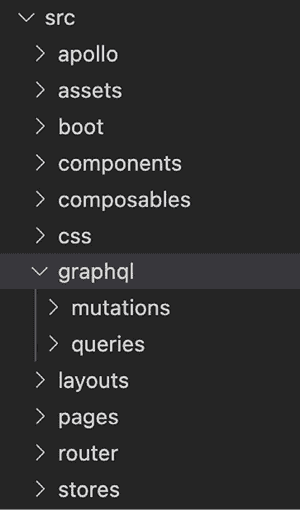 src
apollo
assets
boot
components
composables
css
graphql
mutations
queries
layouts
pages
router
stores